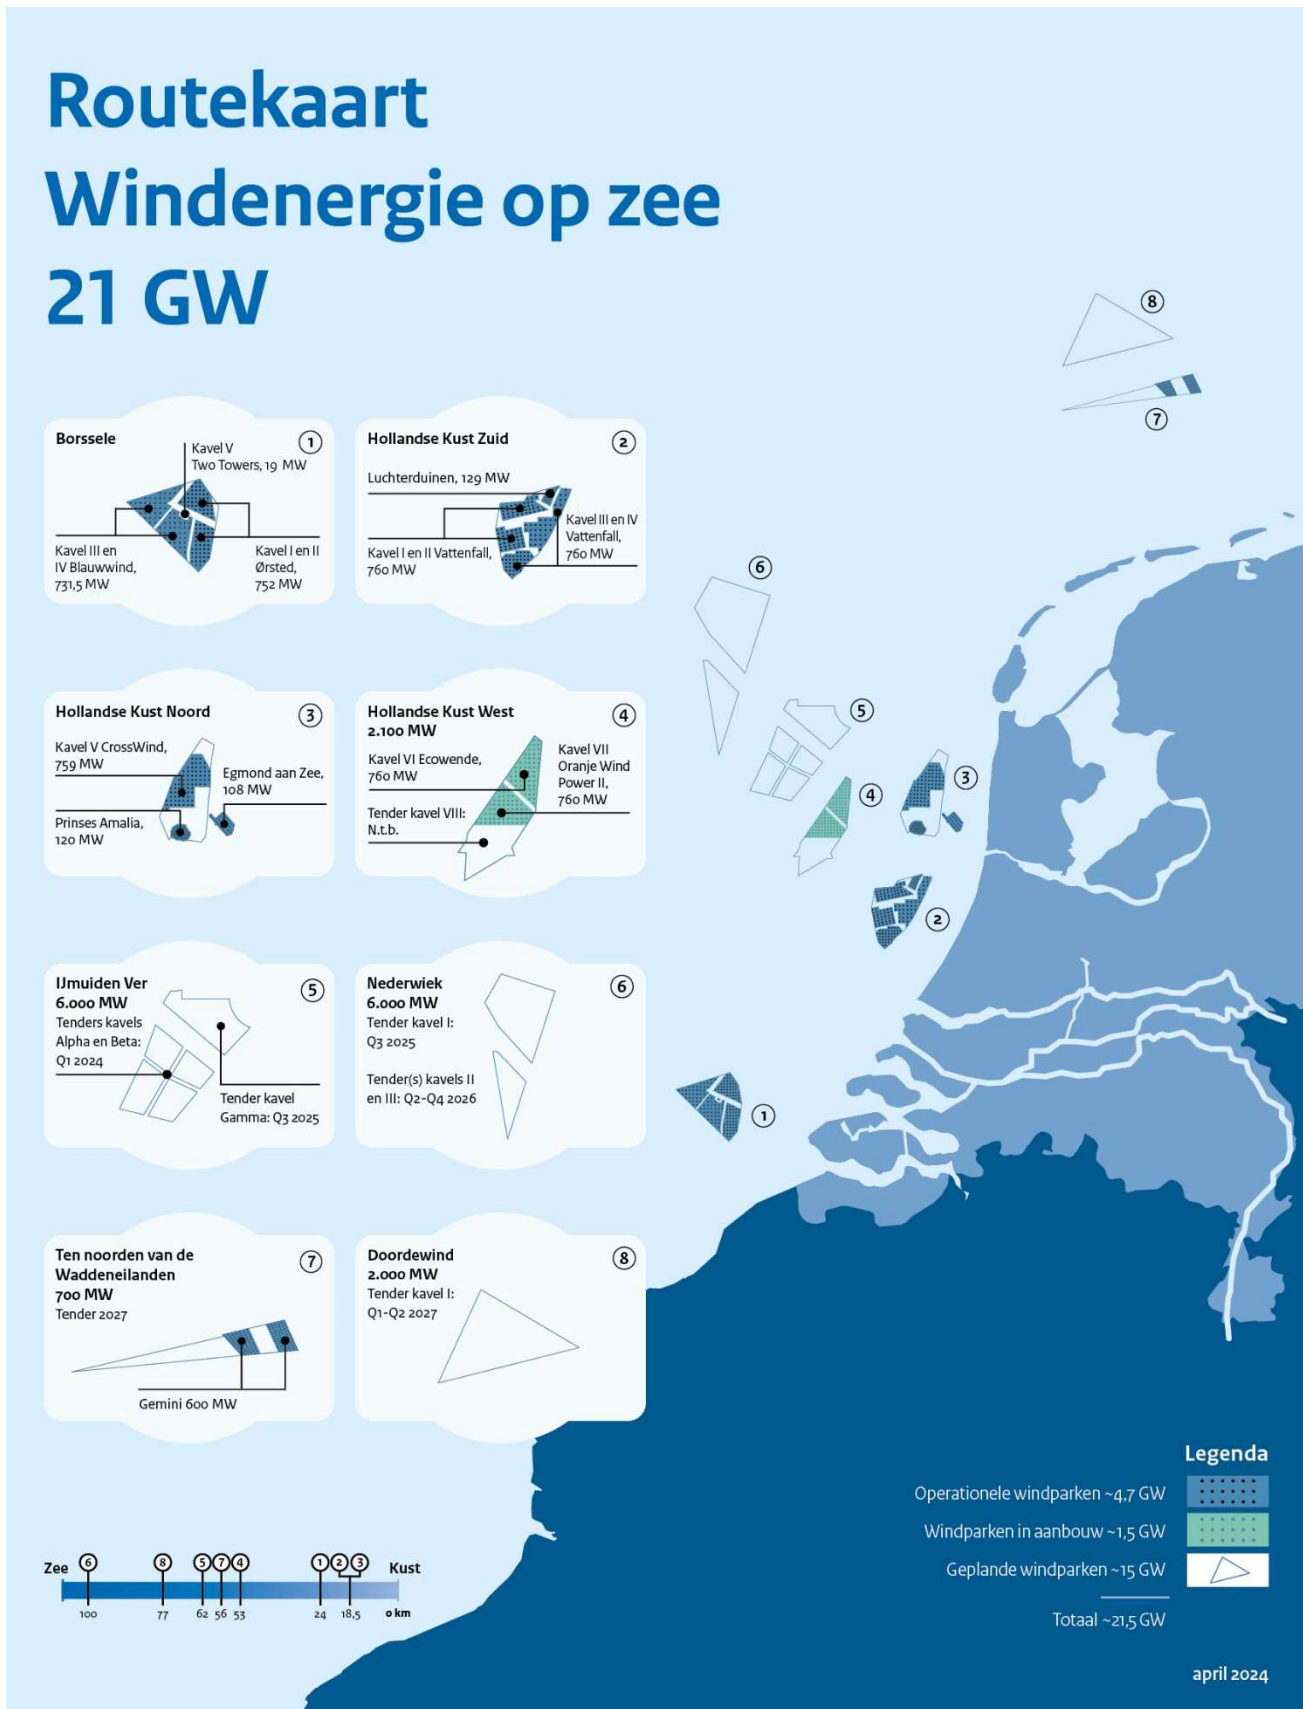 Routekaart
Windenergie op zee
21 GW
Borssele
1
Kavel V
Two Towers, 19 MW
Kavel III en
IV Blauwwind,
731,5 MW
Kavel I en II
Ørsted,
752 MW
Hollandse Kust Zuid
2
Luchterduinen, 129 MW
Kavel I en II Vattenfall,
760 MW
Kavel III en IV
Vattenfall,
760 MW
Hollandse Kust Noord
3
Kavel V CrossWind,
759 MW
Egmond aan Zee,
108 MW
Prinses Amalia,
120 MW
Hollandse Kust West
2.100 MW
4
Kavel VI Ecowende,
760 MW
Kavel VII
Oranje Wind
Power II,
760 MW
Tender kavel VIII:
N.t.b.
IJmuiden Ver
6.000 MW
5
Tenders kavels
Alpha en Beta:
Q1 2024
Tender kavel
Gamma: Q3 2025
Nederwiek
6.000 MW
6
Tender kavel I:
Q3 2025
Tender(s) kavels II
en III: Q2-Q4 2026
Ten noorden van de
Waddeneilanden
700 MW
7
Tender 2027
Gemini 600 MW
Doordewind
2.000 MW
8
Tender kavel I:
Q1-Q2 2027
8
7
6
5
4
3
2
1
Zee 6 8 5 7 4 1 2 3 Kust
100 77 62 56 53 24 18,5 0 km
Legenda
Operationele windparken ~4,7 GW
Windparken in aanbouw ~1,5 GW
Geplande windparken ~15 GW
Totaal ~21,5 GW
april 2024